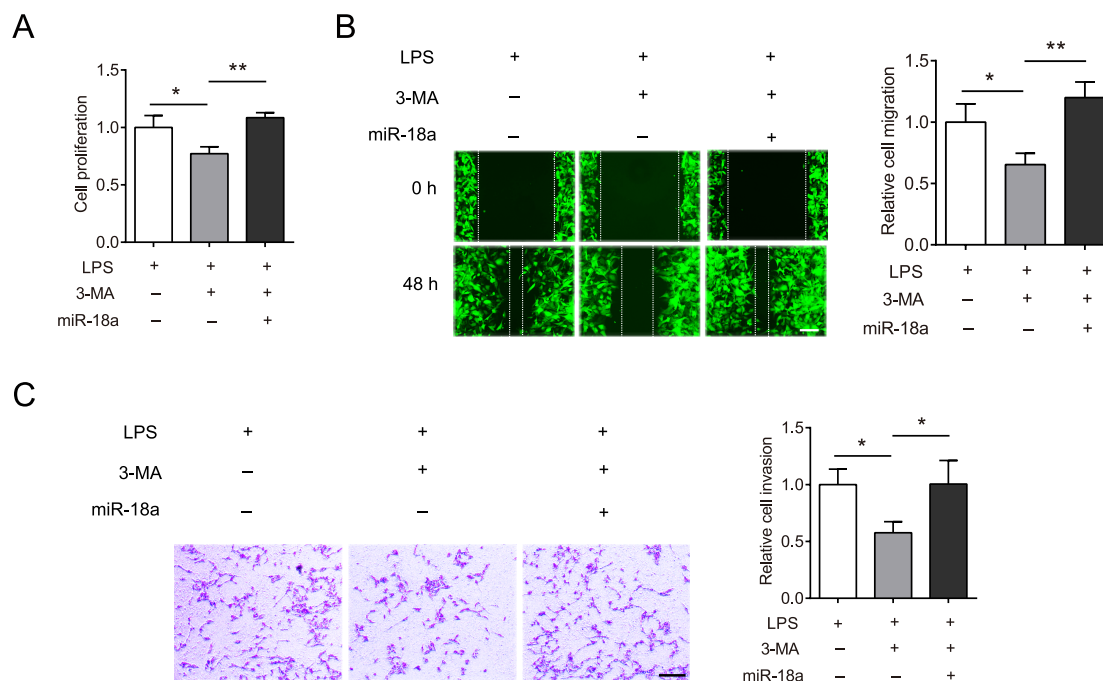 A
Cell proliferation
1.5
1.0
0.5
0.0
*
**
LPS + + +
3-MA – + +
miR-18a – – +
B
LPS + + +
3-MA – + +
miR-18a – – +
0 h
48 h
Relative cell migration
1.5
1.0
0.5
0.0
*
**
LPS + + +
3-MA – + +
miR-18a – – +
C
LPS + + +
3-MA – + +
miR-18a – – +
Relative cell invasion
1.5
1.0
0.5
0.0
*
*
LPS + + +
3-MA – + +
miR-18a – – +